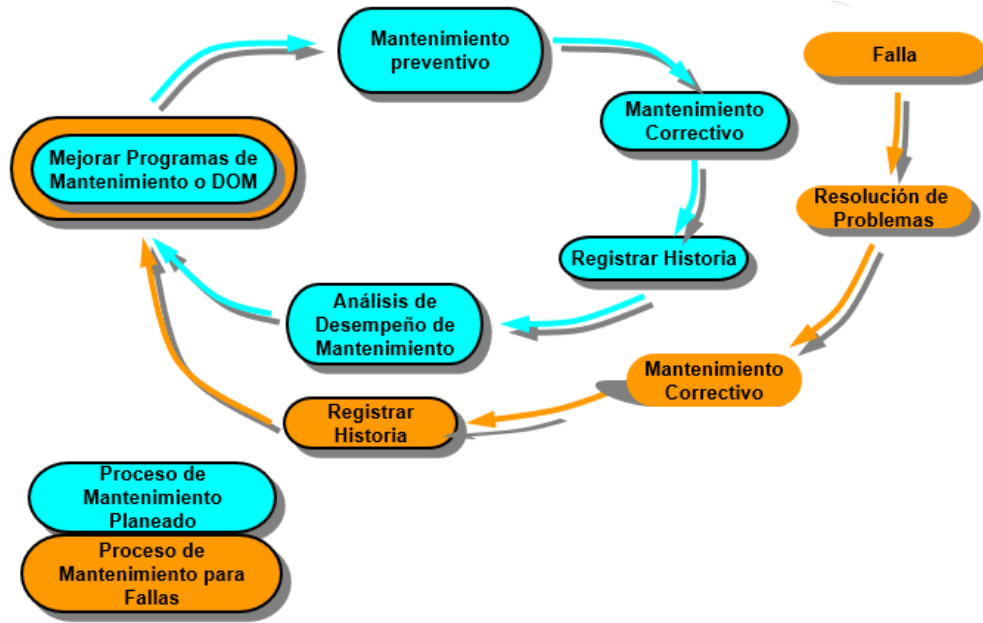 Mantenimiento
preventivo
Falla
Mantenimiento
Correctivo
Mejorar Programas de
Mantenimiento o DOM
Resolución de
Problemas
Registrar Historia
Análisis de
Desempeño de
Mantenimiento
Mantenimiento
Correctivo
Registrar
Historia
Proceso de
Mantenimiento
Planeado
Proceso de
Mantenimiento para
Fallas